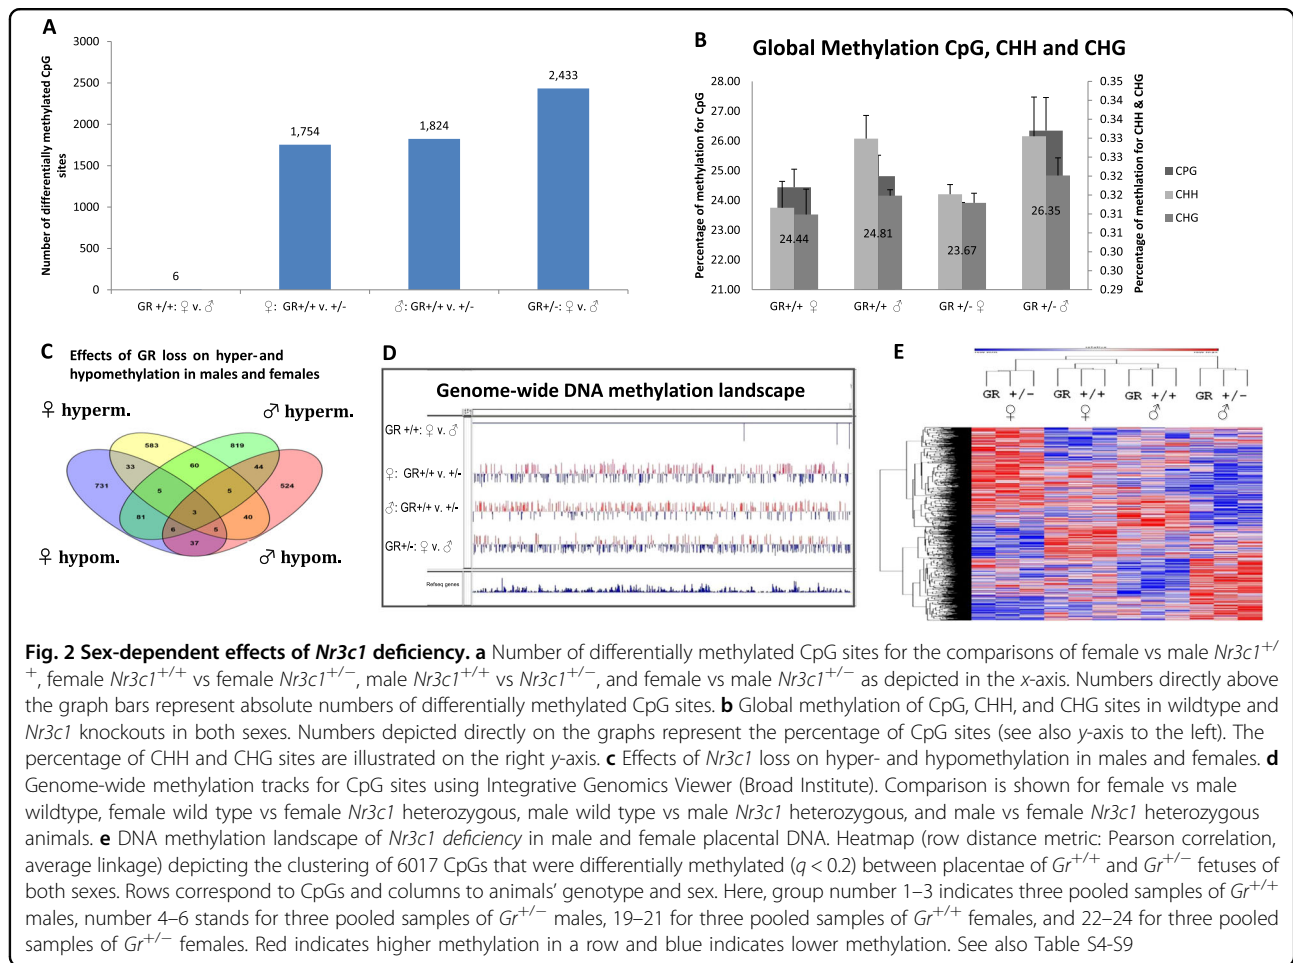 A
3000
2500
2000
1500
1000
500
0
Number of differentially methylated CpG
sites
6
1,754
1,824
2,433
GR +/+: ♀ v. ♂
♀: GR+/+ v. +/-
♂: GR+/+ v. +/-
GR+/-: ♀ v. ♂
B
Global Methylation CpG, CHH and CHG
28.00
27.00
26.00
25.00
24.00
23.00
22.00
21.00
Percentage of methylation for CpG
24.44
24.81
23.67
26.35
GR+/+ ♀
GR+/+ ♂
GR +/- ♀
GR +/- ♂
0.35
0.34
0.34
0.33
0.33
0.32
0.32
0.31
0.31
0.30
0.30
0.29
Percentage of methlation for CHH & CHG
CPG
CHH
CHG
C
Effects of GR loss on hyper- and
hypomethylation in males and females
♀ hyperm.
♂ hyperm.
583
819
33
60
44
731
5
5
524
3
81
6
5
40
37
♀ hypom.
♂ hypom.
D
Genome-wide DNA methylation landscape
GR +/+: ♀ v. ♂
♀: GR+/+ v. +/-
♂: GR+/+ v. +/-
GR+/-: ♀ v. ♂
Refseq genes
E
GR +/-
GR +/+
GR +/+
GR +/-
♀
♀
♂
♂
Fig. 2 Sex-dependent effects of Nr3c1 deficiency. a Number of differentially methylated CpG sites for the comparisons of female vs male Nr3c1+/
+, female Nr3c1+/+ vs female Nr3c1+/−, male Nr3c1+/+ vs Nr3c1+/−, and female vs male Nr3c1+/− as depicted in the x-axis. Numbers directly above
the graph bars represent absolute numbers of differentially methylated CpG sites. b Global methylation of CpG, CHH, and CHG sites in wildtype and
Nr3c1 knockouts in both sexes. Numbers depicted directly on the graphs represent the percentage of CpG sites (see also y-axis to the left). The
percentage of CHH and CHG sites are illustrated on the right y-axis. c Effects of Nr3c1 loss on hyper- and hypomethylation in males and females. d
Genome-wide methylation tracks for CpG sites using Integrative Genomics Viewer (Broad Institute). Comparison is shown for female vs male
wildtype, female wild type vs female Nr3c1 heterozygous, male wild type vs male Nr3c1 heterozygous, and male vs female Nr3c1 heterozygous
animals. e DNA methylation landscape of Nr3c1 deficiency in male and female placental DNA. Heatmap (row distance metric: Pearson correlation,
average linkage) depicting the clustering of 6017 CpGs that were differentially methylated (q < 0.2) between placentae of Gr+/+ and Gr+/− fetuses of
both sexes. Rows correspond to CpGs and columns to animals’ genotype and sex. Here, group number 1–3 indicates three pooled samples of Gr+/+
males, number 4–6 stands for three pooled samples of Gr+/− males, 19–21 for three pooled samples of Gr+/+ females, and 22–24 for three pooled
samples of Gr+/− females. Red indicates higher methylation in a row and blue indicates lower methylation. See also Table S4-S9